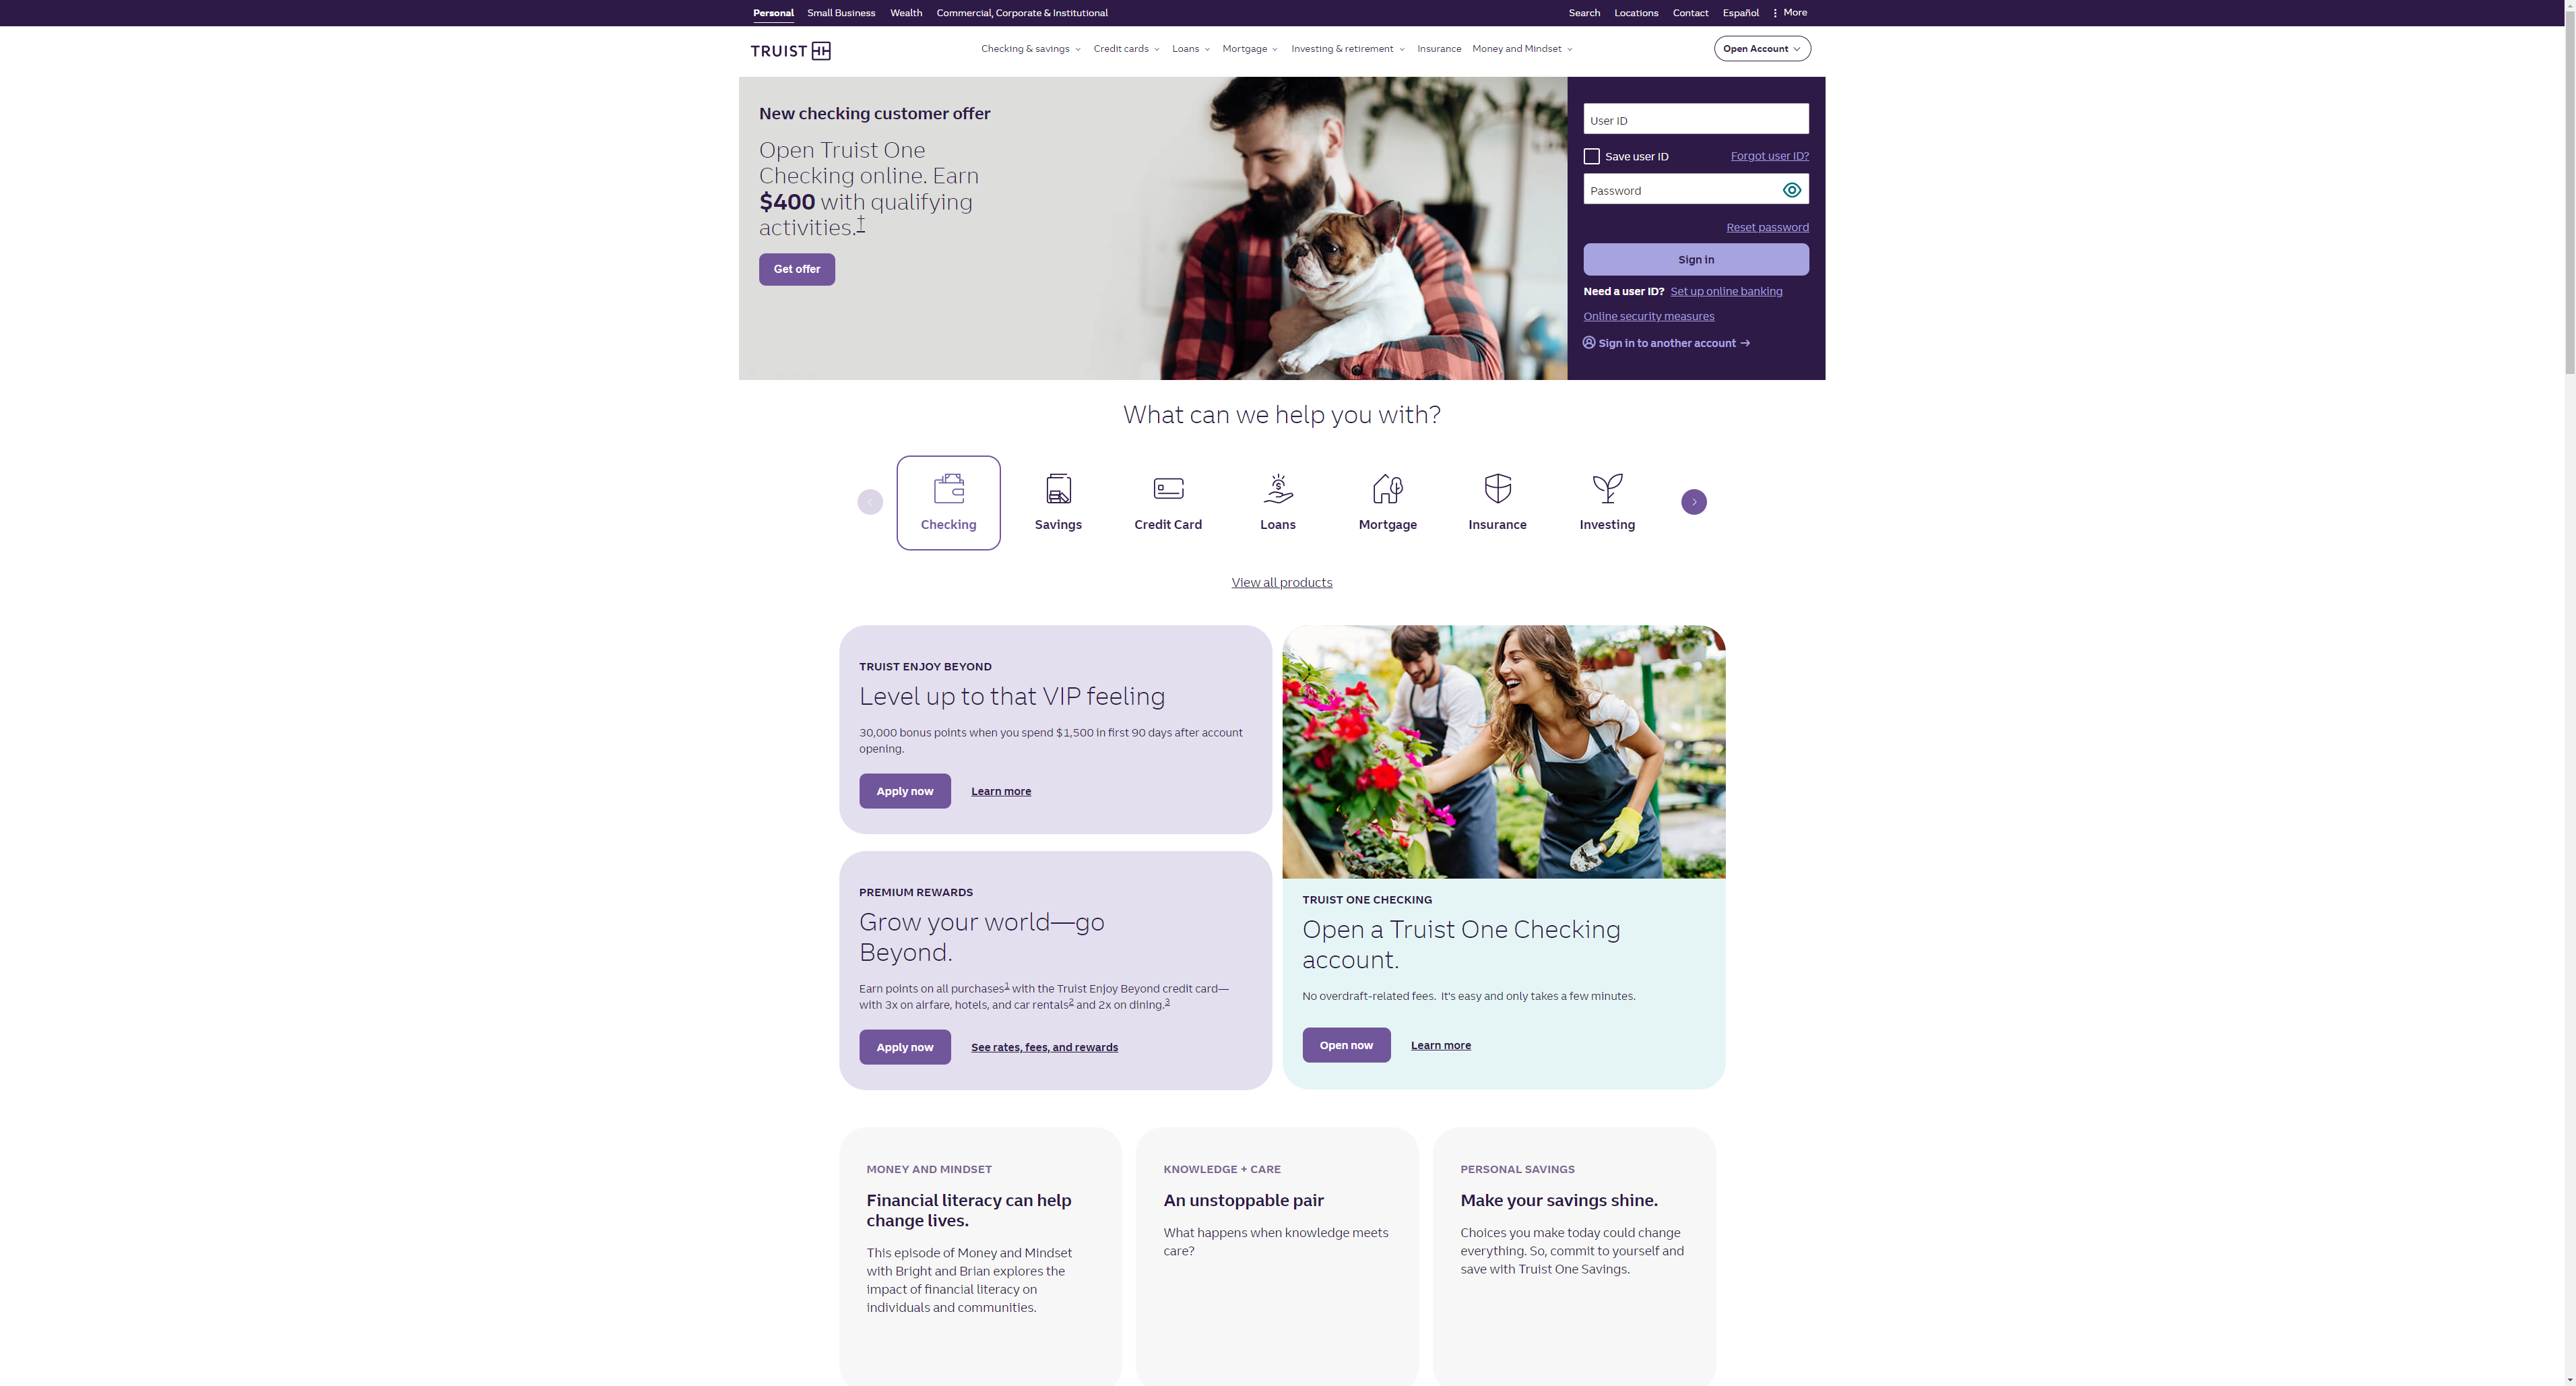 Personal Small Business Wealth Commercial, Corporate & Institutional Search Locations Contact Español More
TRUIST Checking & savings Credit cards Loans Mortgage Investing & retirement Insurance Money and Mindset Open Account
New checking customer offer
Open Truist One
Checking online. Earn
$400 with qualifying
activities.†
Get offer
User ID
Save user ID Forgot user ID?
Password
Reset password
Sign in
Need a user ID? Set up online banking
Online security measures
Sign in to another account →
What can we help you with?
Checking Savings Credit Card Loans Mortgage Insurance Investing
View all products
TRUIST ENJOY BEYOND
Level up to that VIP feeling
30,000 bonus points when you spend $1,500 in first 90 days after account
opening.
Apply now Learn more
PREMIUM REWARDS
Grow your world—go
Beyond.
Earn points on all purchases1 with the Truist Enjoy Beyond credit card—
with 3x on airfare, hotels, and car rentals2 and 2x on dining.3
Apply now See rates, fees, and rewards
TRUIST ONE CHECKING
Open a Truist One Checking
account.
No overdraft-related fees. It's easy and only takes a few minutes.
Open now Learn more
MONEY AND MINDSET
Financial literacy can help
change lives.
This episode of Money and Mindset
with Bright and Brian explores the
impact of financial literacy on
individuals and communities.
KNOWLEDGE + CARE
An unstoppable pair
What happens when knowledge meets
care?
PERSONAL SAVINGS
Make your savings shine.
Choices you make today could change
everything. So, commit to yourself and
save with Truist One Savings.